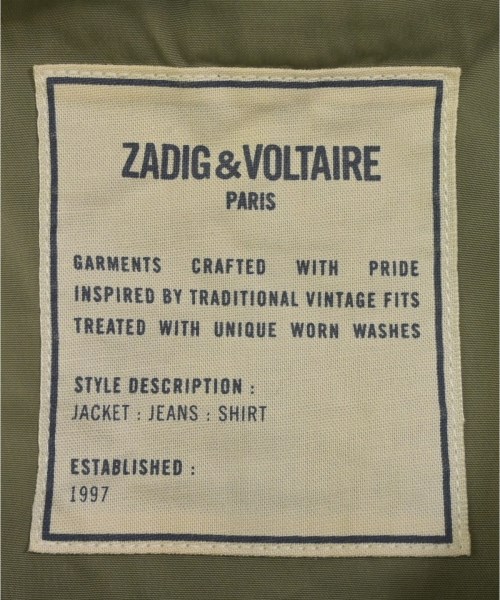 ZADIG&VOLTAIRE
PARIS
GARMENTS CRAFTED WITH PRIDE
INSPIRED BY TRADITIONAL VINTAGE FITS
TREATED WITH UNIQUE WORN WASHES
STYLE DESCRIPTION :
JACKET : JEANS : SHIRT
ESTABLISHED :
1997